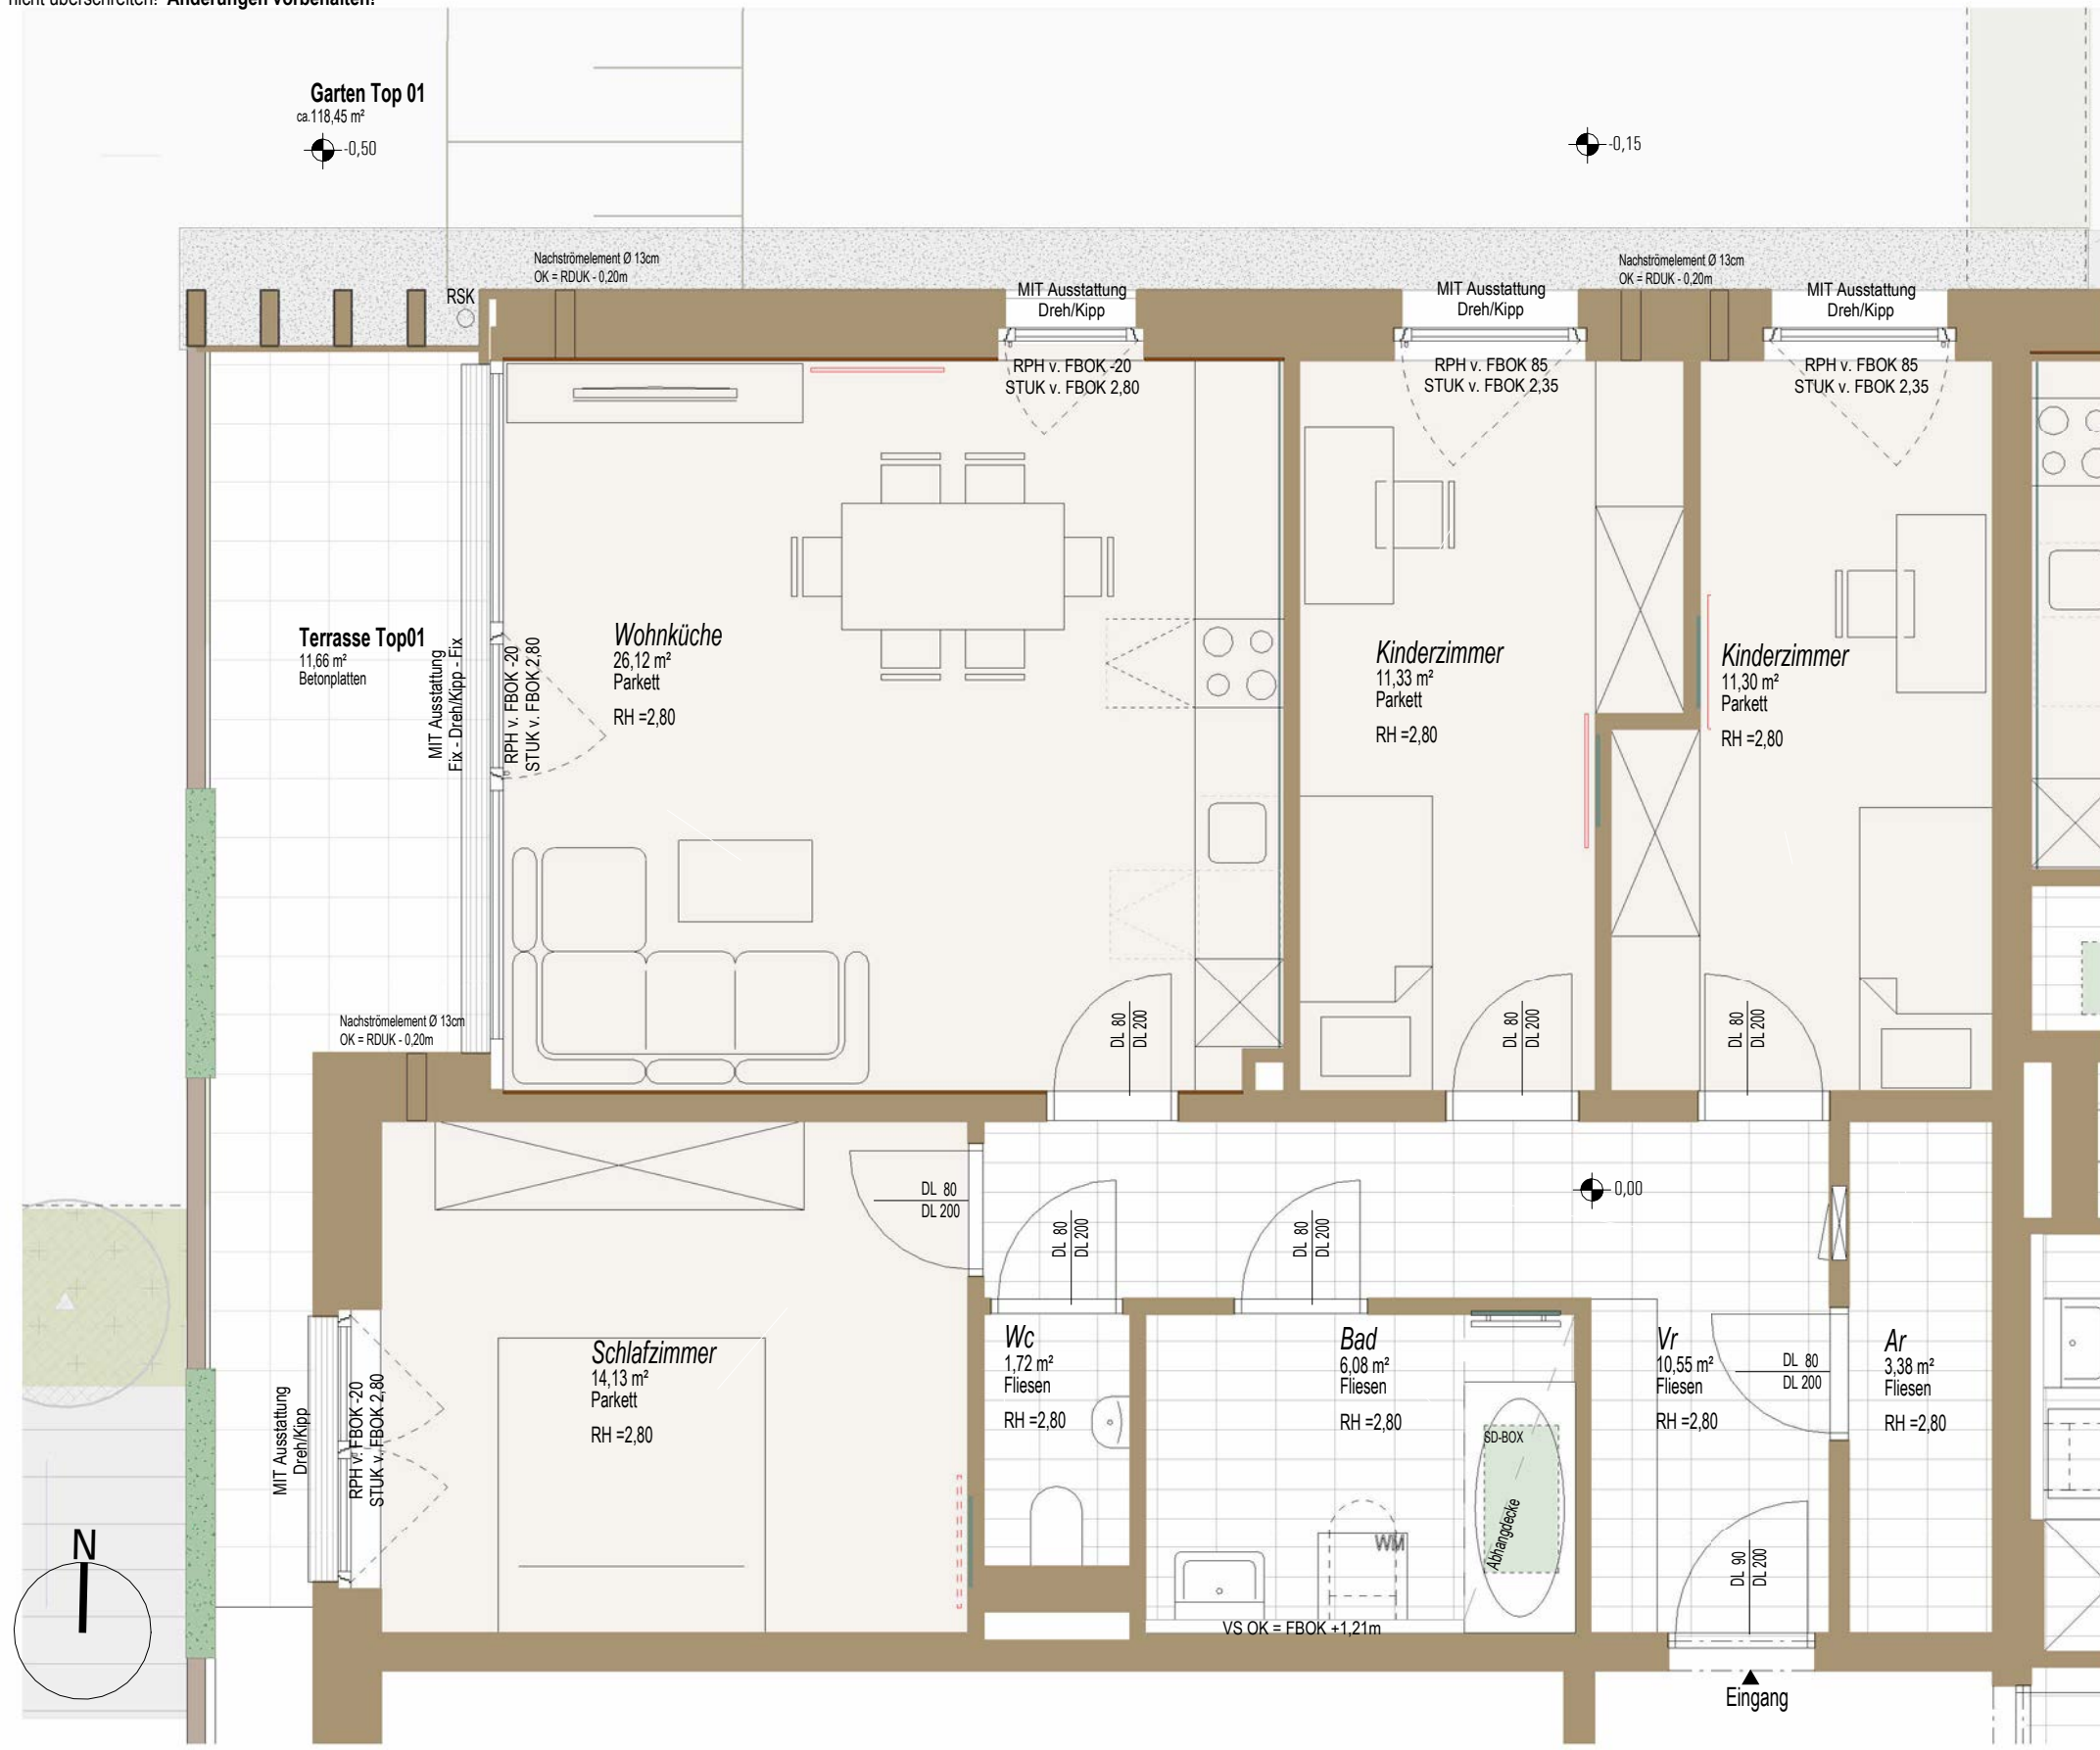 nicht überschreiten! Änderungen vorbehalten!
Garten Top 01
ca.118,45 m²
-0,50
-0,15
Nachströmelement Ø 13cm
OK = RDUK - 0,20m
Nachströmelement Ø 13cm
OK = RDUK - 0,20m
RSK
MIT Ausstattung
Dreh/Kipp
MIT Ausstattung
Dreh/Kipp
MIT Ausstattung
Dreh/Kipp
RPH v. FBOK -20
STUK v. FBOK 2,80
RPH v. FBOK 85
STUK v. FBOK 2,35
RPH v. FBOK 85
STUK v. FBOK 2,35
Terrasse Top01
11,66 m²
Betonplatten
MIT Ausstattung
Fix - Dreh/Kipp - Fix
RPH v. FBOK -20
STUK v. FBOK 2,80
Wohnküche
26,12 m²
Parkett
RH =2,80
Kinderzimmer
11,33 m²
Parkett
RH =2,80
Kinderzimmer
11,30 m²
Parkett
RH =2,80
Nachströmelement Ø 13cm
OK = RDUK - 0,20m
DL 80
DL 200
DL 80
DL 200
DL 80
DL 200
DL 80
DL 200
DL 80
DL 200
DL 80
DL 200
0,00
Schlafzimmer
14,13 m²
Parkett
RH =2,80
MIT Ausstattung
Dreh/Kipp
RPH v. FBOK -20
STUK v. FBOK 2,80
Wc
1,72 m²
Fliesen
RH =2,80
Bad
6,08 m²
Fliesen
RH =2,80
SD-BOX
Abhangdecke
WM
VS OK = FBOK +1,21m
Vr
10,55 m²
Fliesen
RH =2,80
DL 80
DL 200
Ar
3,38 m²
Fliesen
RH =2,80
DL 90
DL 200
Eingang
N